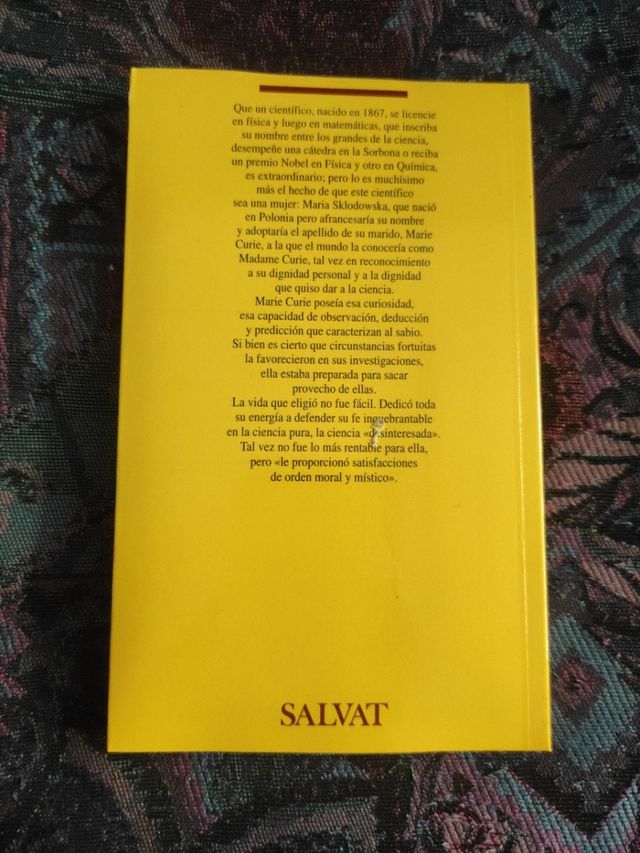 Que un científico, nacido en 1867, se licencie
en física y luego en matemáticas, que inscriba
su nombre entre los grandes de la ciencia,
desempeñe una cátedra en la Sorbona o reciba
un premio Nobel en Física y otro en Química,
es extraordinario; pero lo es muchísimo
más el hecho de que este científico
sea una mujer: Maria Sklodowska, que nació
en Polonia pero afrancesaría su nombre
y adoptaría el apellido de su marido, Marie
Curie, a la que el mundo la conocería como
Madame Curie, tal vez en reconocimiento
a su dignidad personal y a la dignidad
que quiso dar a la ciencia.
Marie Curie poseía esa curiosidad,
esa capacidad de observación, deducción
y predicción que caracterizan al sabio.
Si bien es cierto que circunstancias fortuitas
la favorecieron en sus investigaciones,
ella estaba preparada para sacar
provecho de ellas.
La vida que eligió no fue fácil. Dedicó toda
su energía a defender su fe inquebrantable
en la ciencia pura, la ciencia «desinteresada».
Tal vez no fue lo más rentable para ella,
pero «le proporcionó satisfacciones
de orden moral y místico».
SALVAT